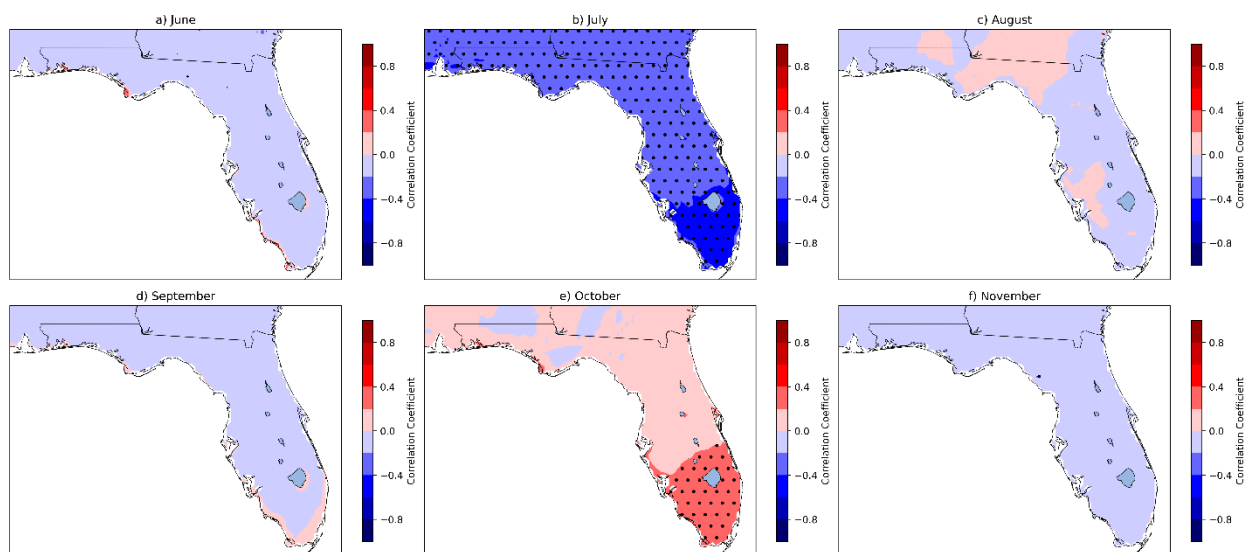 a) June
0.8
0.4
0.0
−0.4
−0.8
Correlation Coefficient
b) July
0.8
0.4
0.0
−0.4
−0.8
Correlation Coefficient
c) August
0.8
0.4
0.0
−0.4
−0.8
Correlation Coefficient
d) September
0.8
0.4
0.0
−0.4
−0.8
Correlation Coefficient
e) October
0.8
0.4
0.0
−0.4
−0.8
Correlation Coefficient
f) November
0.8
0.4
0.0
−0.4
−0.8
Correlation Coefficient